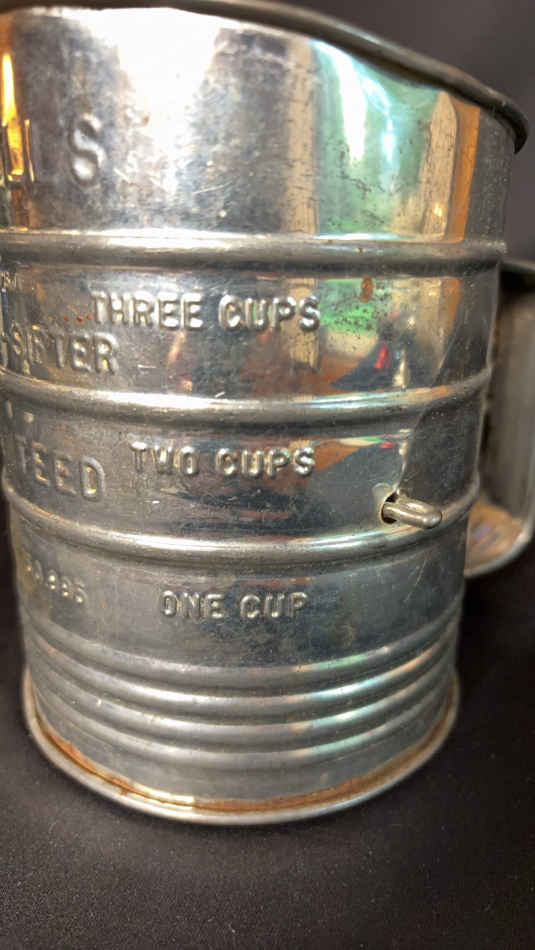 S
THREE CUPS
-SIFTER
TWO CUPS
TEED
ONE CUP